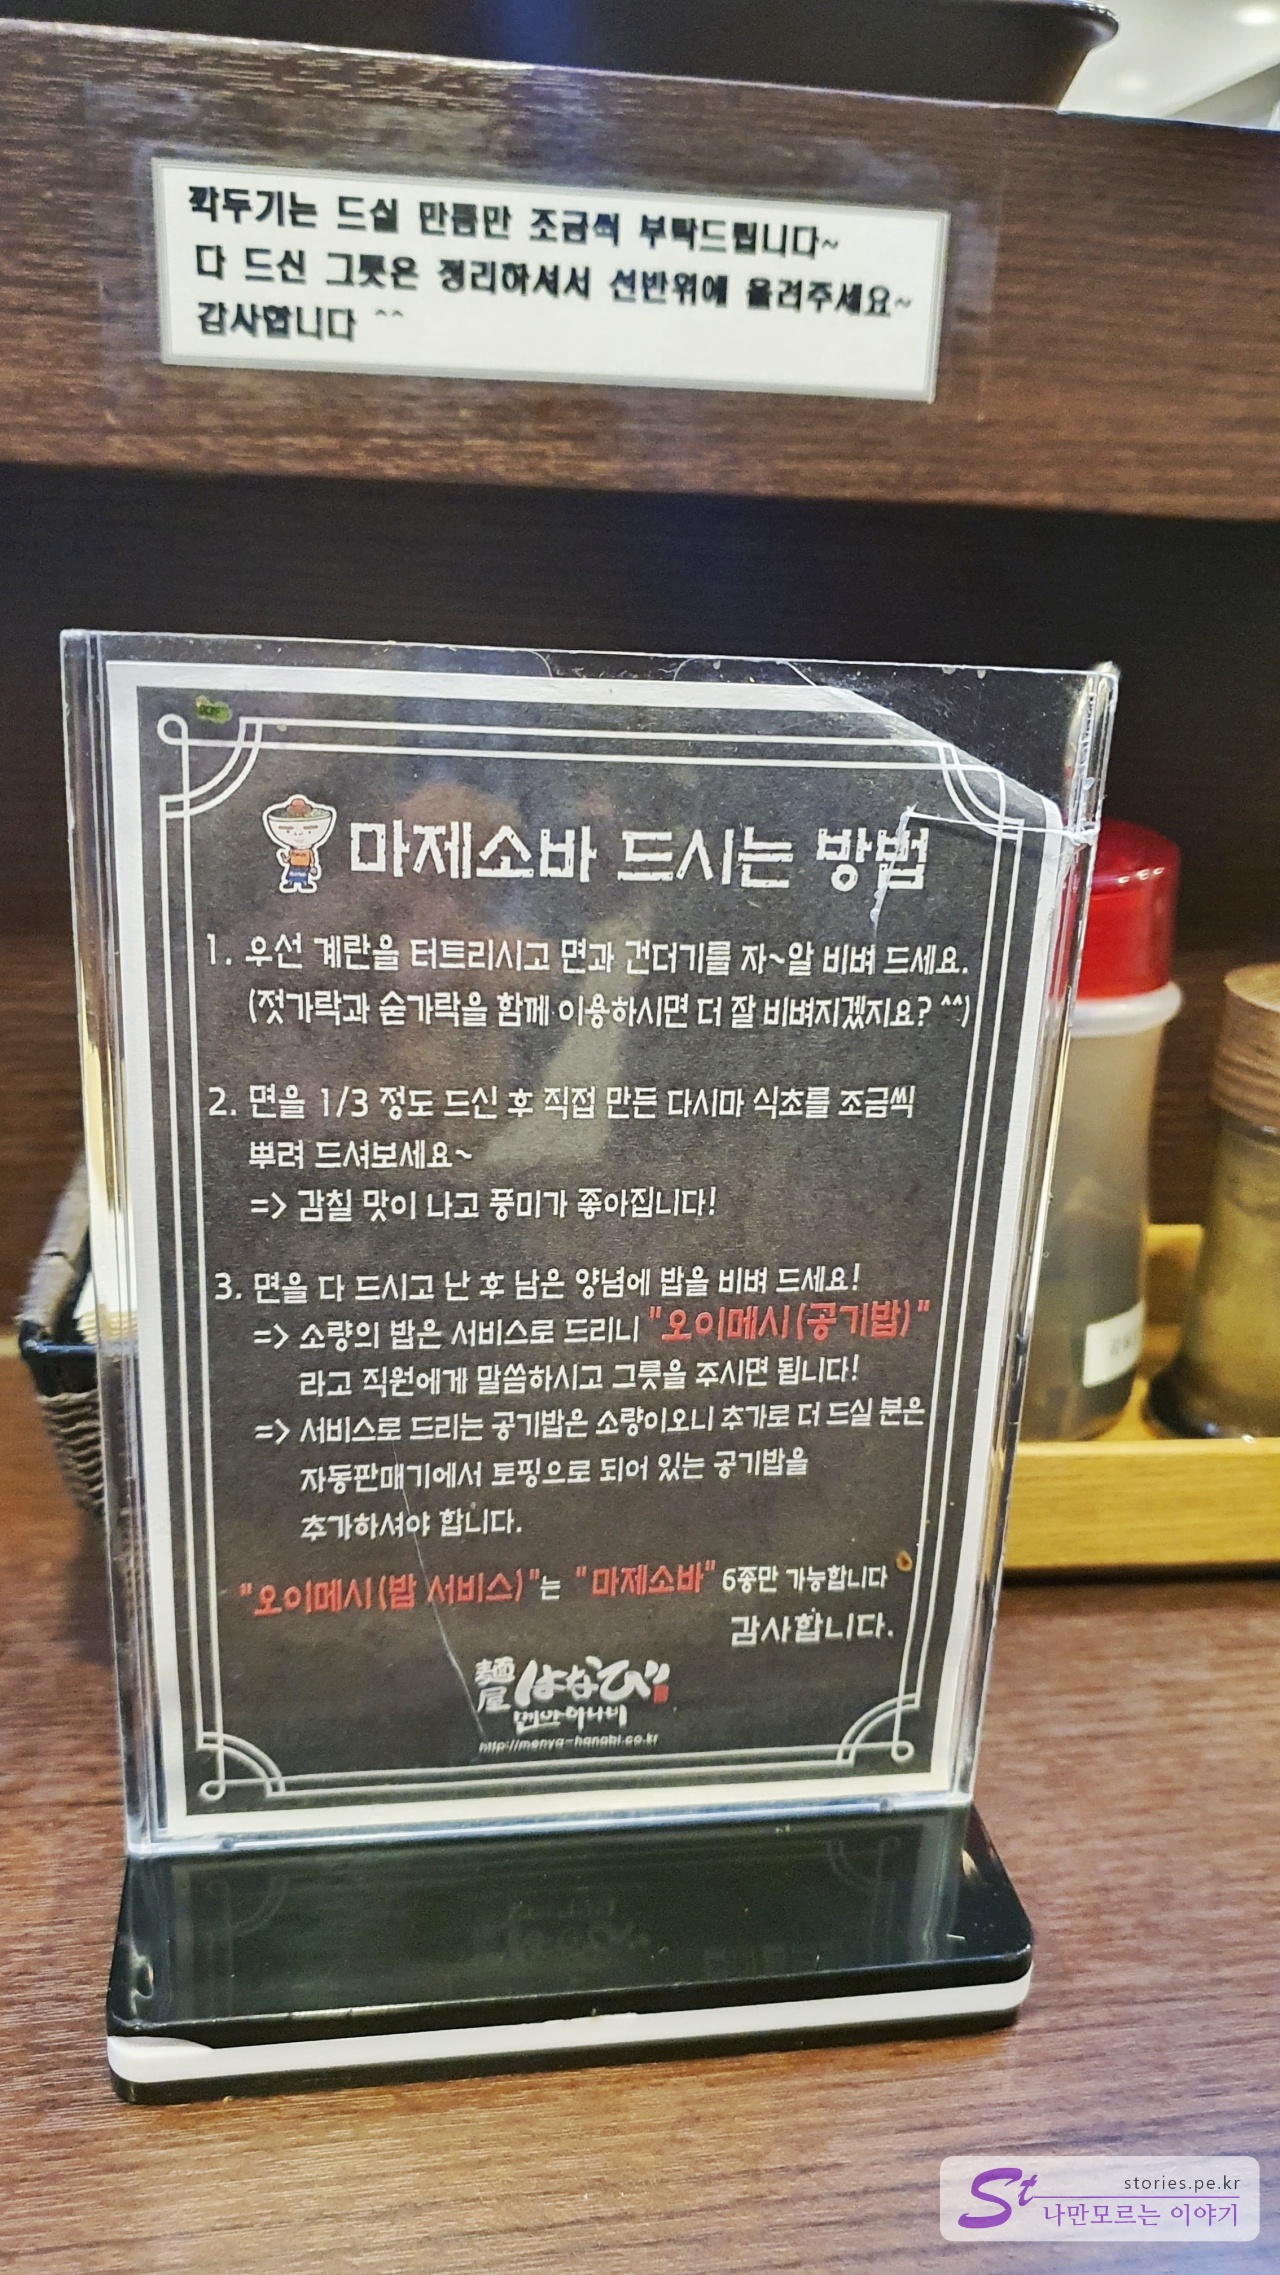 깍두기는 드실 만큼만 조금씩 부탁드립니다~
다 드신 그릇은 정리하셔서 선반위에 올려주세요~
감사합니다 ^^
마제소바 드시는 방법
1. 우선 계란을 터트리시고 면과 건더기를 자~알 비벼 드세요.
(젓가락과 숟가락을 함께 이용하시면 더 잘 비벼지겠지요? ^^)
2. 면을 1/3 정도 드신 후 직접 만든 다시마 식초를 조금씩
뿌려 드셔보세요~
=> 감칠 맛이 나고 풍미가 좋아집니다!
3. 면을 다 드시고 난 후 남은 양념에 밥을 비벼 드세요!
=> 소량의 밥은 서비스로 드리니 "오이메시(공기밥)"
라고 직원에게 말씀하시고 그릇을 주시면 됩니다!
=> 서비스로 드리는 공기밥은 소량이오니 추가로 더 드실 분은
자동판매기에서 토핑으로 되어 있는 공기밥을
추가하셔야 합니다.
"오이메시(밥 서비스)"는 "마제소바" 6종만 가능합니다
감사합니다.
麺屋 はなび
멘야하나비
http://menya-hanabi.co.kr
St stories.pe.kr
나만모르는 이야기